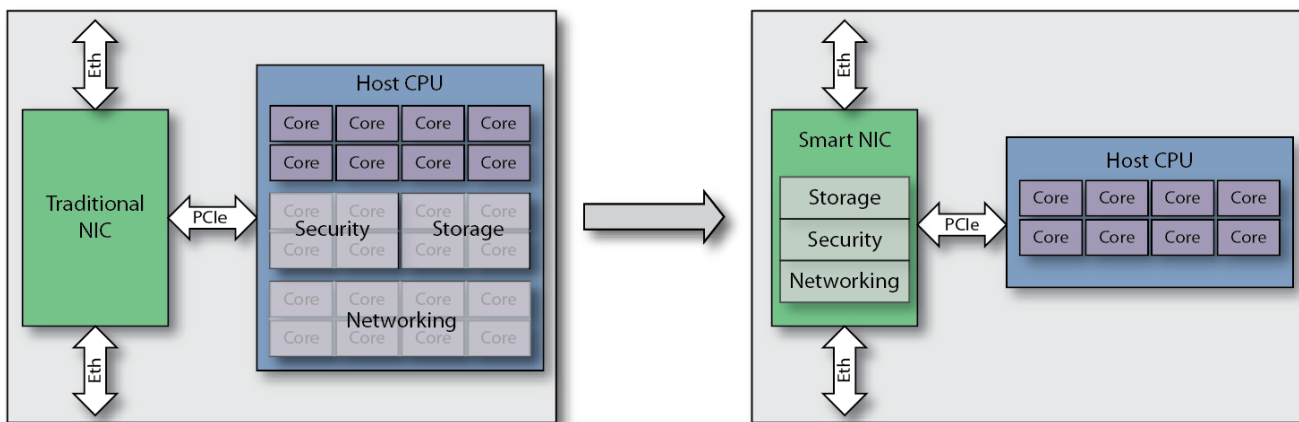 Eth
Host CPU
Core Core Core Core
Core Core Core Core
Traditional
NIC
PCIe
Core Core Core Core
Security Storage
Core Core Core Core
Core Core Core Core
Networking
Core Core Core Core
Eth
Eth
Smart NIC
Storage
Security
Networking
PCIe
Host CPU
Core Core Core Core
Core Core Core Core
Eth